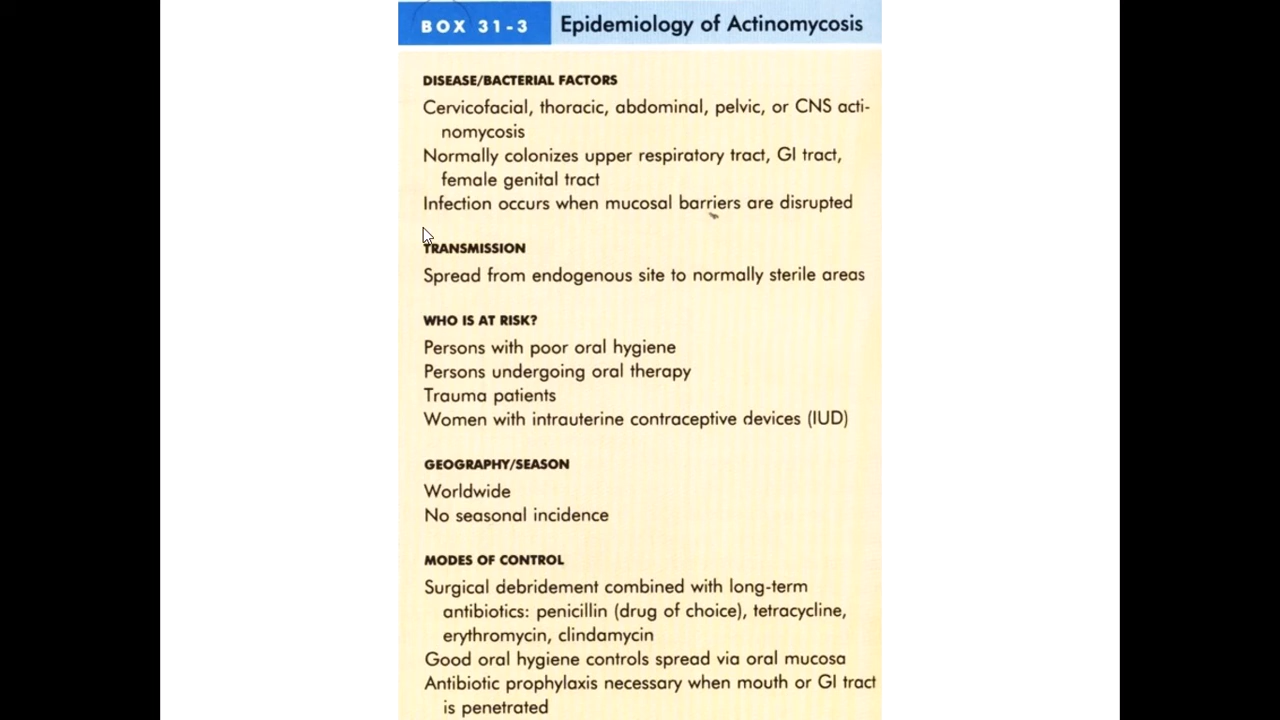 BOX 31-3 Epidemiology of Actinomycosis
DISEASE/BACTERIAL FACTORS
Cervicofacial, thoracic, abdominal, pelvic, or CNS acti-
nomycosis
Normally colonizes upper respiratory tract, GI tract,
female genital tract
Infection occurs when mucosal barriers are disrupted
TRANSMISSION
Spread from endogenous site to normally sterile areas
WHO IS AT RISK?
Persons with poor oral hygiene
Persons undergoing oral therapy
Trauma patients
Women with intrauterine contraceptive devices (IUD)
GEOGRAPHY/SEASON
Worldwide
No seasonal incidence
MODES OF CONTROL
Surgical debridement combined with long-term
antibiotics: penicillin (drug of choice), tetracycline,
erythromycin, clindamycin
Good oral hygiene controls spread via oral mucosa
Antibiotic prophylaxis necessary when mouth or GI tract
is penetrated